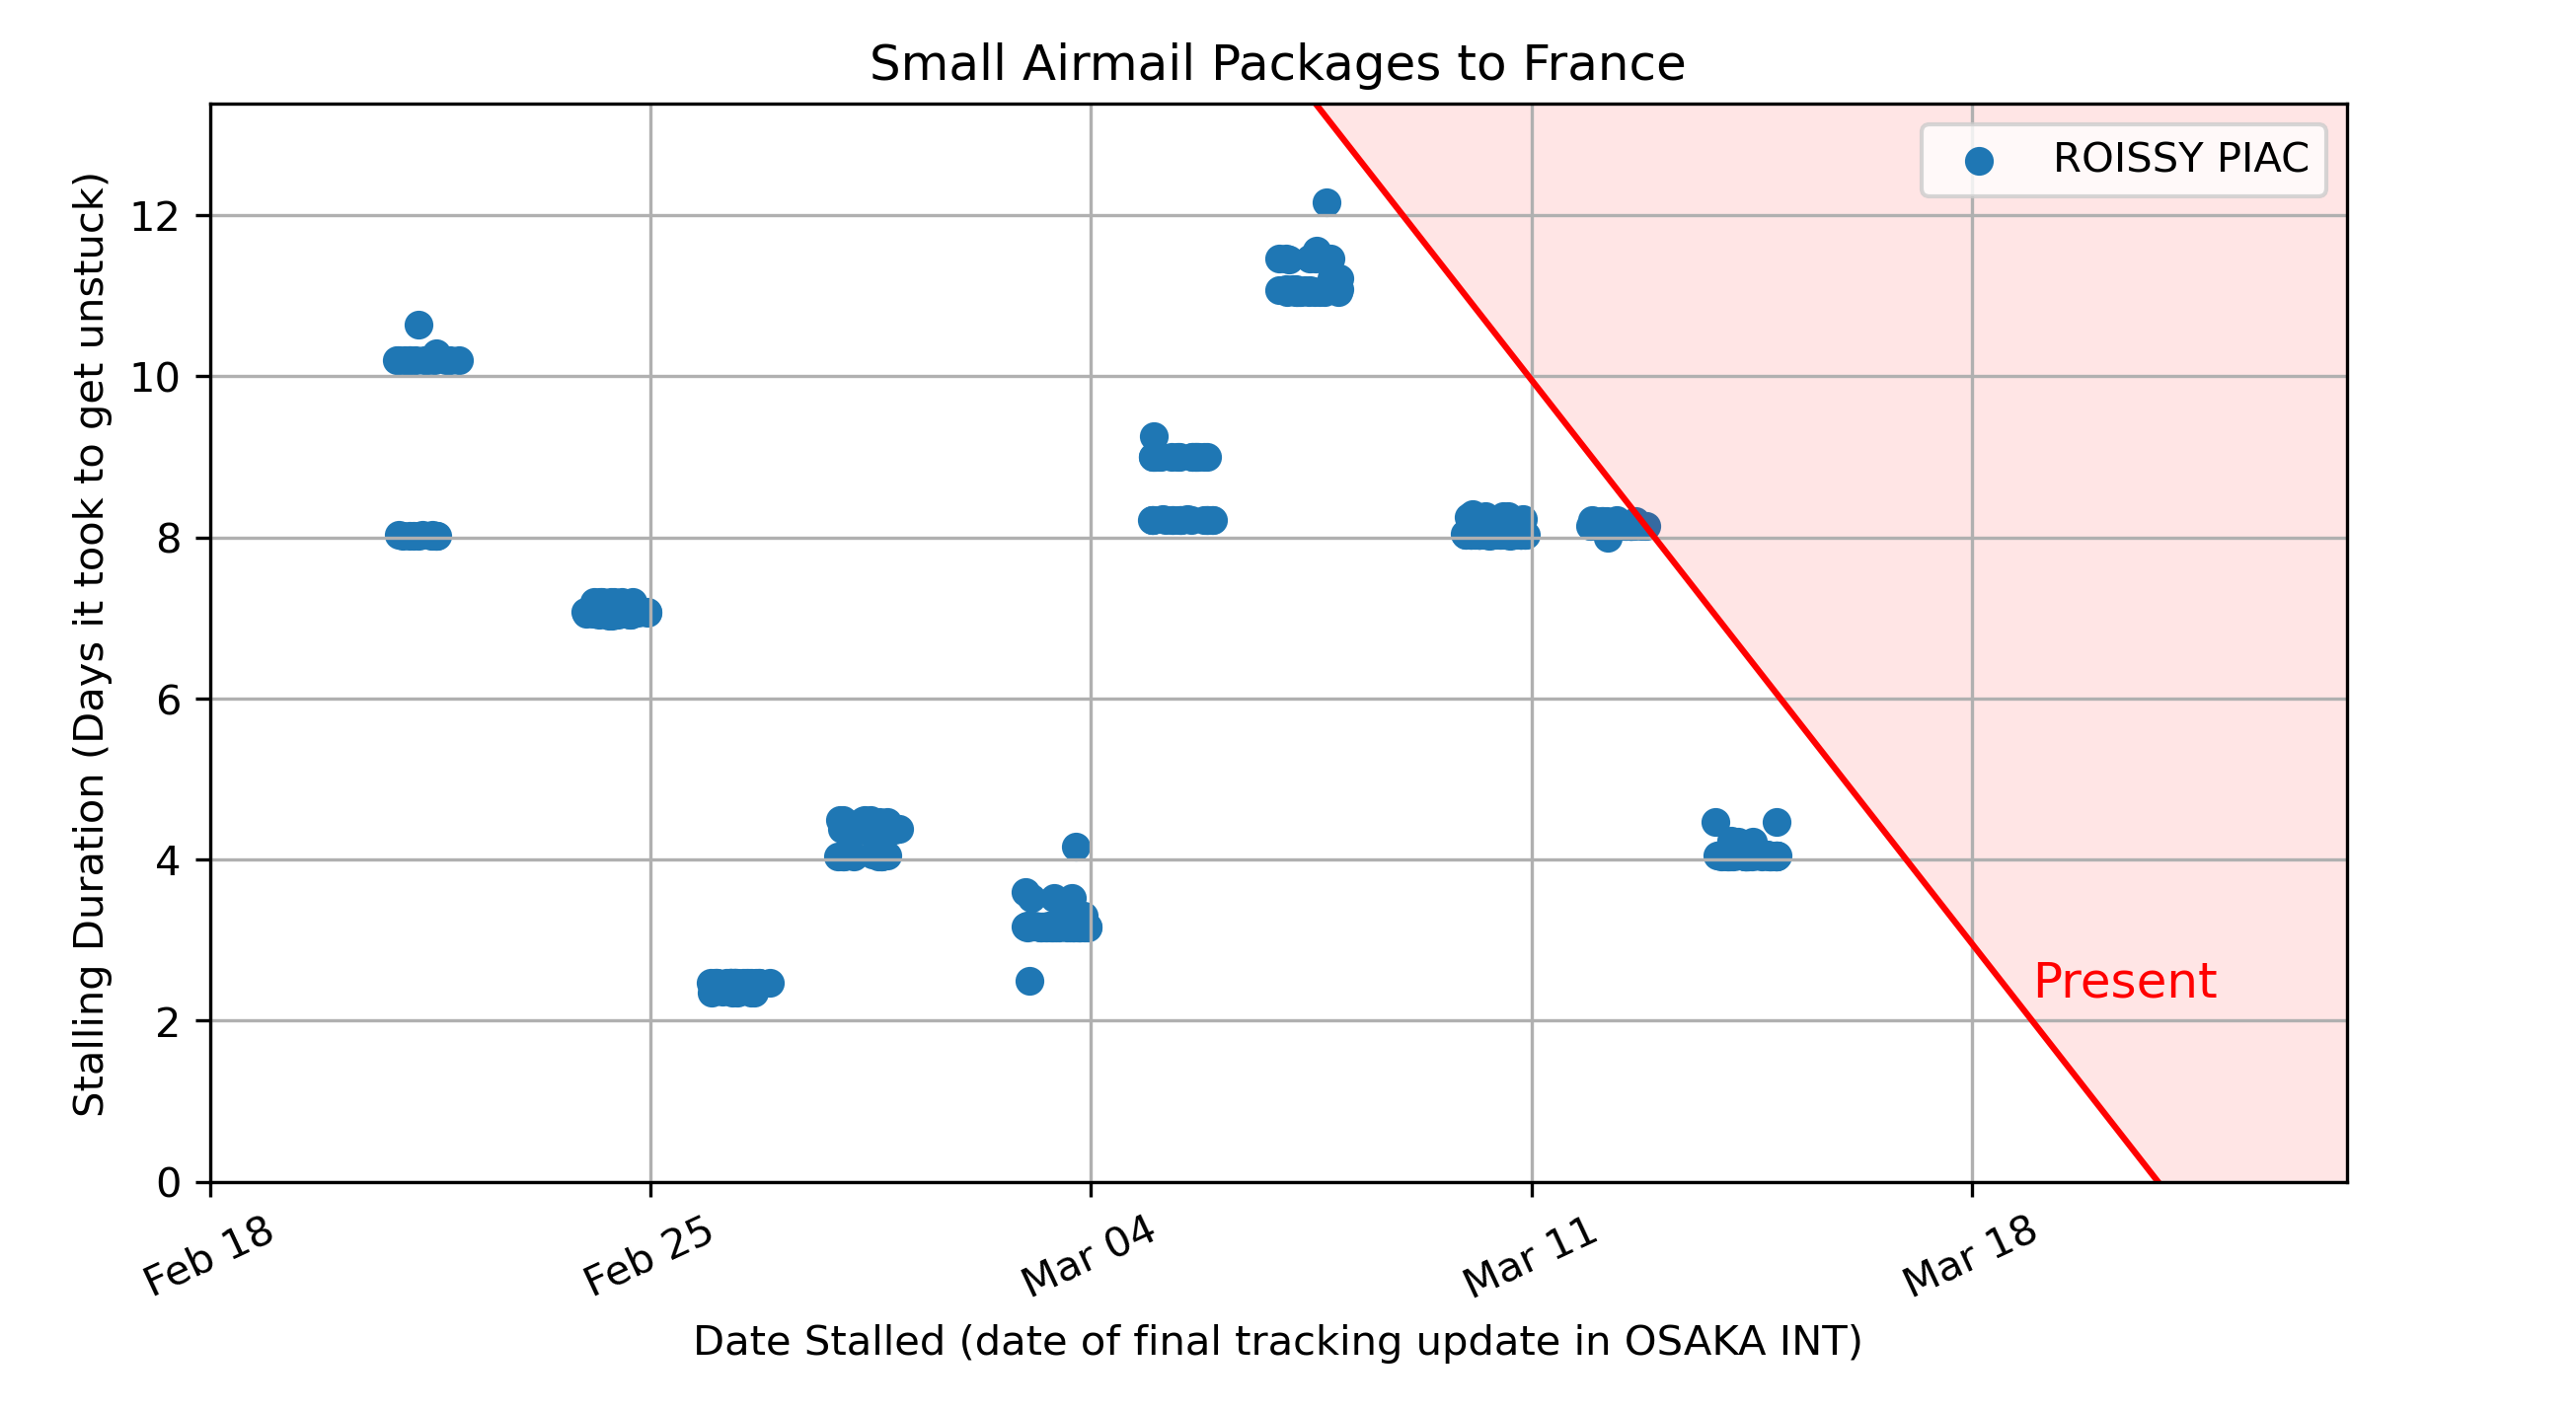 Small Airmail Packages to France
ROISSY PIAC
Stalling Duration (Days it took to get unstuck)
12
10
8
6
4
2
0
Present
Feb 18
Feb 25
Mar 04
Mar 11
Mar 18
Date Stalled (date of final tracking update in OSAKA INT)